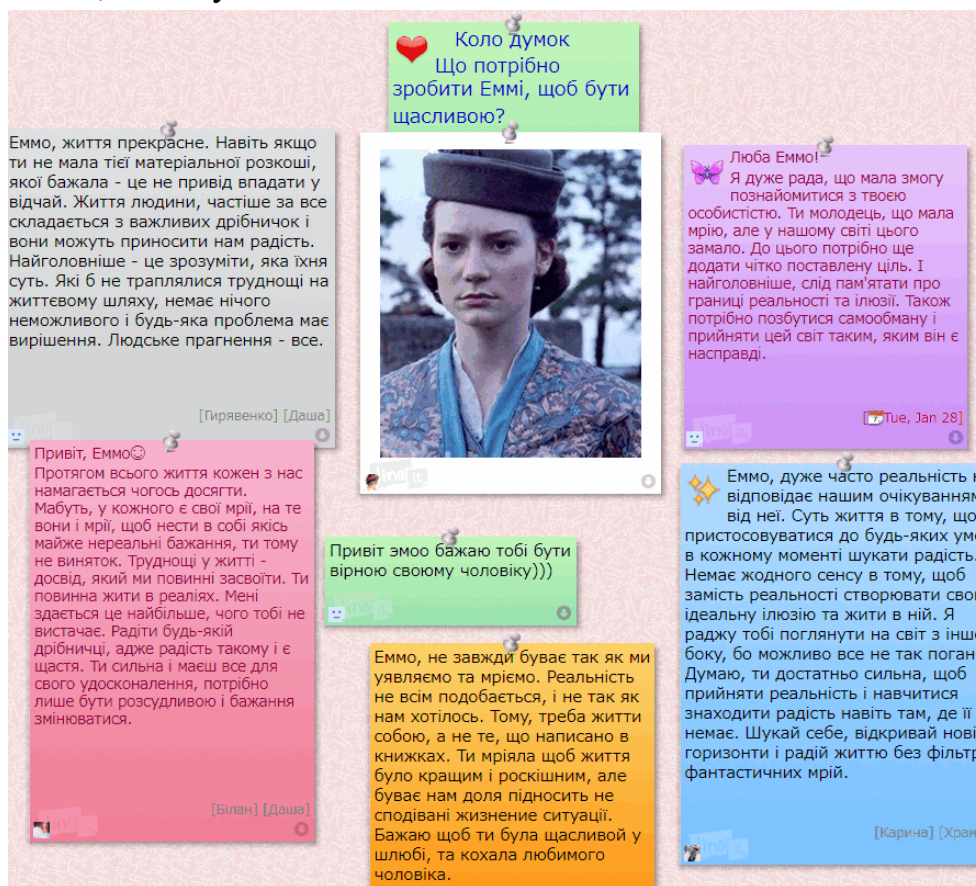 Коло думок
Що потрібно
зробити Еммі, щоб бути
щасливою?
Еммо, життя прекрасне. Навіть якщо
ти не мала тієї матеріальної розкоші,
якої бажала - це не привід впадати у
відчай. Життя людини, частіше за все
складається з важливих дрібничок і
вони можуть приносити нам радість.
Найголовніше - це зрозуміти, яка їхня
суть. Які б не траплялися труднощі на
життєвому шляху, немає нічого
неможливого і будь-яка проблема має
вирішення. Людське прагнення - все.
[Гирявенко] [Даша]
Люба Еммо!
Я дуже рада, що мала змогу
познайомитися з твоєю
особистістю. Ти молодець, що мала
мрію, але у нашому світі цього
замало. До цього потрібно ще
додати чітко поставлену ціль. І
найголовніше, слід пам'ятати про
границі реальності та ілюзії. Також
потрібно позбутися самообману і
прийняти цей світ таким, яким він є
насправді.
[Tue, Jan 28]
Привіт, Еммо
Протягом всього життя кожен з нас
намагається чогось досягти.
Мабуть, у кожного є свої мрії, на те
вони і мрії, щоб нести в собі якісь
майже нереальні бажання, ти тому
не виняток. Труднощі у житті -
досвід, який ми повинні засвоїти. Ти
повинна жити в реаліях. Мені
здається це найбільше, чого тобі не
вистачає. Радіти будь-якій
дрібничці, адже радість такому і є
щастя. Ти сильна і маєш все для
свого удосконалення, потрібно
лише бути розсудливою і бажання
змінюватися.
[Білан] [Даша]
Привіт эмоо бажаю тобі бути
вірною своєму чоловіку)))
Еммо, не завжди буває так як ми
уявляємо та мріємо. Реальність
не всім подобається, і не так як
нам хотілось. Тому, треба житти
собою, а не те, що написано в
книжках. Ти мріяла щоб життя
було кращим і роскішним, але
буває нам доля підносить не
сподівані жизнение ситуації.
Бажаю щоб ти була щасливой у
шлюбі, та кохала любимого
чоловіка.
Еммо, дуже часто реальність
відповідає нашим очікуванням
від неї. Суть життя в тому, що
пристосовуватися до будь-яких
в кожному моменті шукати радість.
Немає жодного сенсу в тому, щоб
замість реальності створювати
ідеальну ілюзію та жити в ній. Я
раджу тобі поглянути на світ з
боку, бо можливо все не так
Думаю, ти достатньо сильна, щоб
прийняти реальність і навчитися
знаходити радість навіть там, де її
немає. Шукай себе, відкривай нові
горизонти і радій життю без
фантастичних мрій.
[Карина]